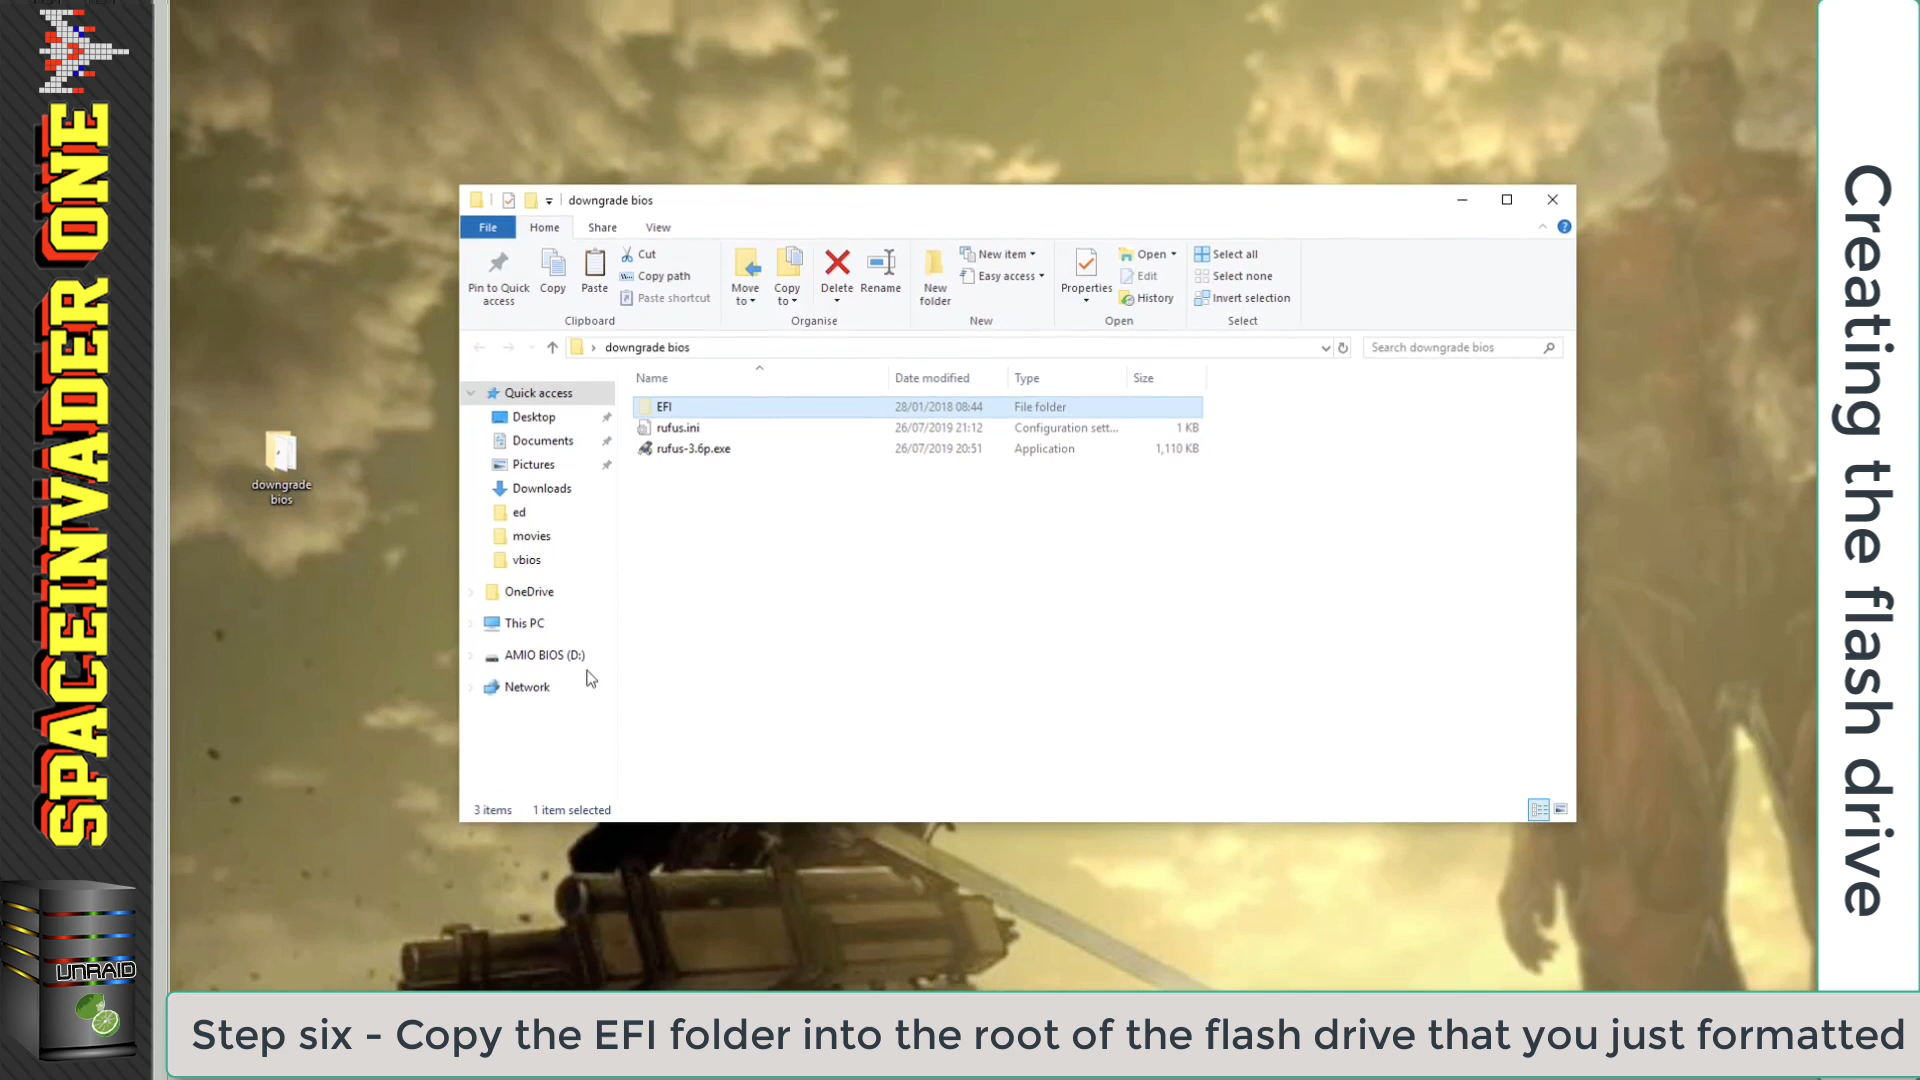 SPACEINVADER ONE
UNRAID
downgrade
bios
downgrade bios
File
Home
Share
View
Pin to Quick
access
Copy
Paste
Cut
Copy path
Paste shortcut
Clipboard
Move
to
Copy
to
Delete
Rename
Organise
New
folder
New item
Easy access
New
Properties
Open
Edit
History
Open
Select all
Select none
Invert selection
Select
downgrade bios
Search downgrade bios
Name
Date modified
Type
Size
EFI
28/01/2018 08:44
File folder
rufus.ini
26/07/2019 21:12
Configuration sett...
1 KB
rufus-3.6p.exe
26/07/2019 20:51
Application
1,110 KB
Quick access
Desktop
Documents
Pictures
Downloads
ed
movies
vbios
OneDrive
This PC
AMIO BIOS (D:)
Network
3 items
1 item selected
Creating the flash drive
Step six - Copy the EFI folder into the root of the flash drive that you just formatted